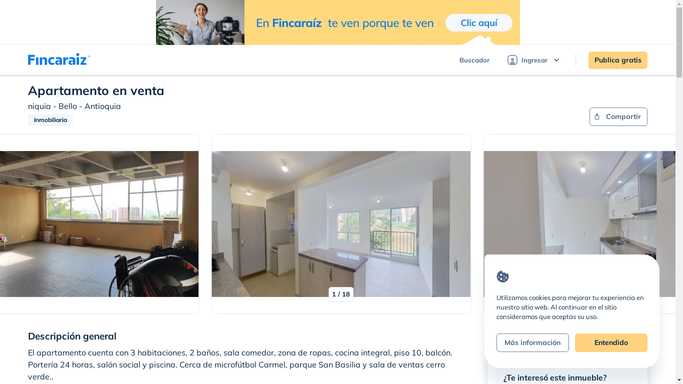 En Fincaraíz te ven porque te ven
Clic aquí
Fincaraiz
Buscador
Ingresar
Publica gratis
Apartamento en venta
niquia - Bello - Antioquia
Inmobiliaria
Compartir
1 / 18
Utilizamos cookies para mejorar tu experiencia en
nuestro sitio web. Al continuar en el sitio
consideramos que aceptas su uso.
Más información
Entendido
Descripción general
El apartamento cuenta con 3 habitaciones, 2 baños, sala comedor, zona de ropas, cocina integral, piso 10, balcón.
Portería 24 horas, salón social y piscina. Cerca de microfútbol Carmel, parque San Basilia y sala de ventas cerro
verde..
¿Te interesó este inmueble?